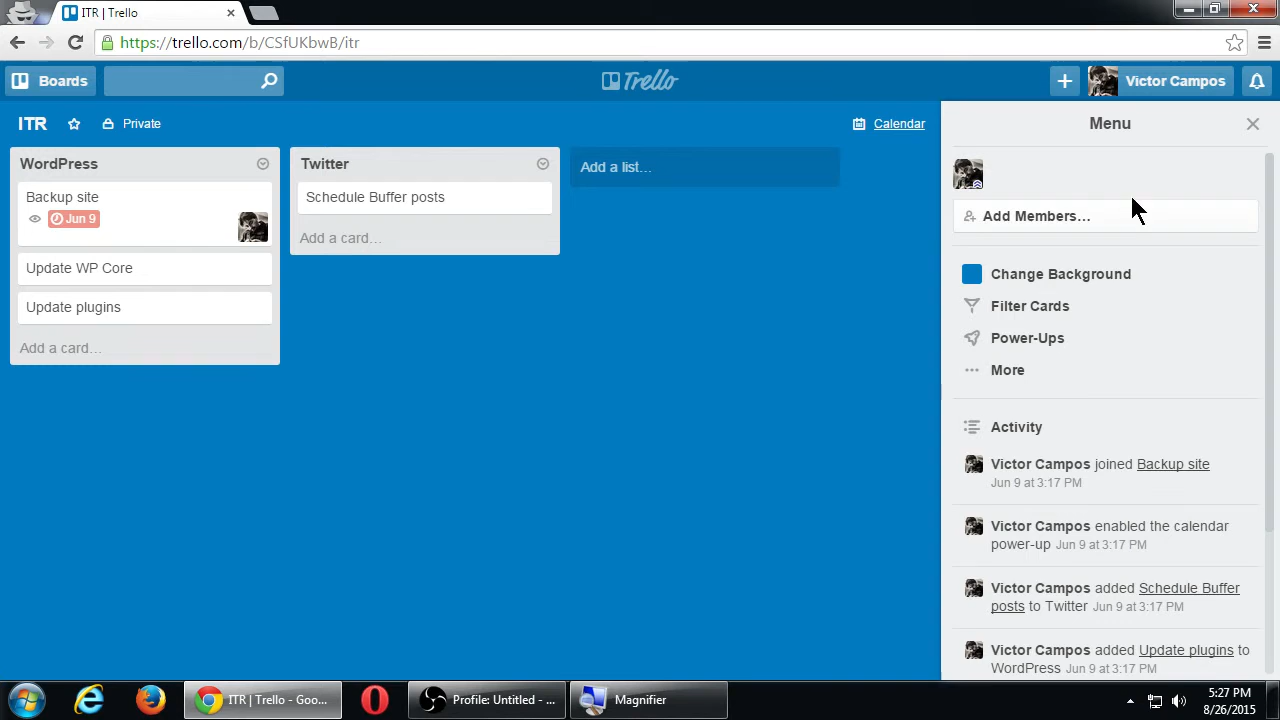 ITR | Trello
https://trello.com/b/CSfUKbwB/itr
Boards
Trello
Victor Campos
ITR
Private
Calendar
Menu
WordPress
Backup site
Jun 9
Update WP Core
Update plugins
Add a card…
Twitter
Schedule Buffer posts
Add a card…
Add a list…
Add Members…
Change Background
Filter Cards
Power-Ups
More
Activity
Victor Campos joined Backup site
Jun 9 at 3:17 PM
Victor Campos enabled the calendar
power-up Jun 9 at 3:17 PM
Victor Campos added Schedule Buffer
posts to Twitter Jun 9 at 3:17 PM
Victor Campos added Update plugins to
WordPress Jun 9 at 3:17 PM
ITR | Trello - Goo...
Profile: Untitled - ...
Magnifier
5:27 PM
8/26/2015